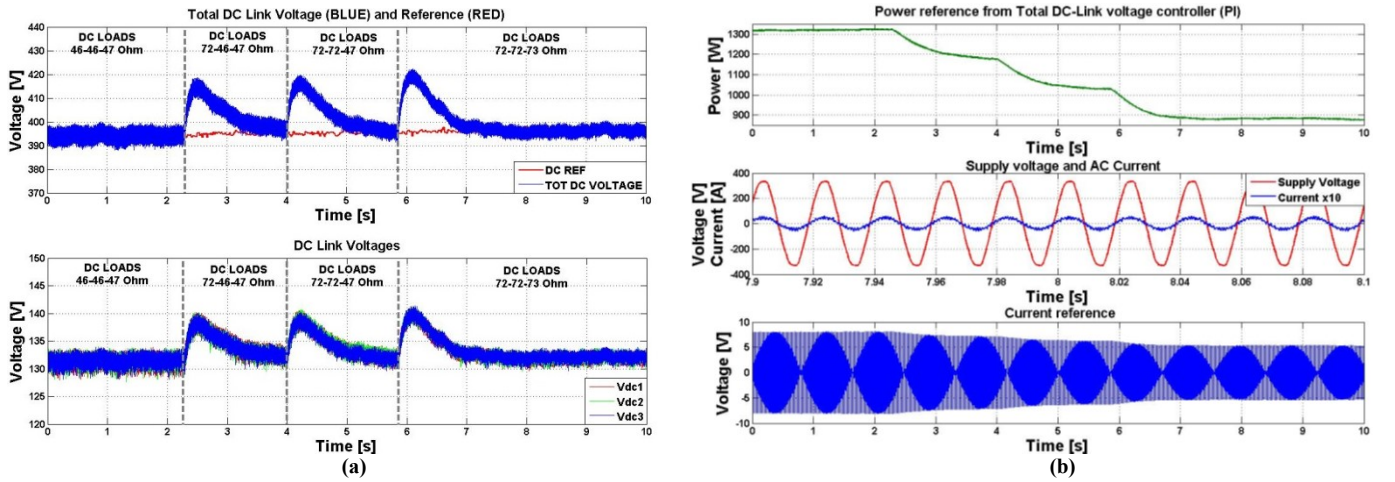 Total DC Link Voltage (BLUE) and Reference (RED)
440
430
420
410
400
390
380
370
Voltage [V]
DC LOADS
46-46-47 Ohm
DC LOADS
72-46-47 Ohm
DC LOADS
72-72-47 Ohm
DC LOADS
72-72-73 Ohm
DC REF
TOT DC VOLTAGE
0 1 2 3 4 5 6 7 8 9 10
Time [s]
DC Link Voltages
150
145
140
135
130
125
120
Voltage [V]
DC LOADS
46-46-47 Ohm
DC LOADS
72-46-47 Ohm
DC LOADS
72-72-47 Ohm
DC LOADS
72-72-73 Ohm
Vdc1
Vdc2
Vdc3
0 1 2 3 4 5 6 7 8 9 10
Time [s]
(a)
Power reference from Total DC-Link voltage controller (PI)
1300
1200
1100
1000
900
Power [W]
0 1 2 3 4 5 6 7 8 9 10
Time [s]
Supply voltage and AC Current
400
200
0
-200
-400
Voltage [V]
Current [A]
Supply Voltage
Current x10
7.9 7.92 7.94 7.96 7.98 8 8.02 8.04 8.06 8.08 8.1
Time [s]
Current reference
10
5
0
-5
-10
Voltage [V]
0 1 2 3 4 5 6 7 8 9 10
Time [s]
(b)